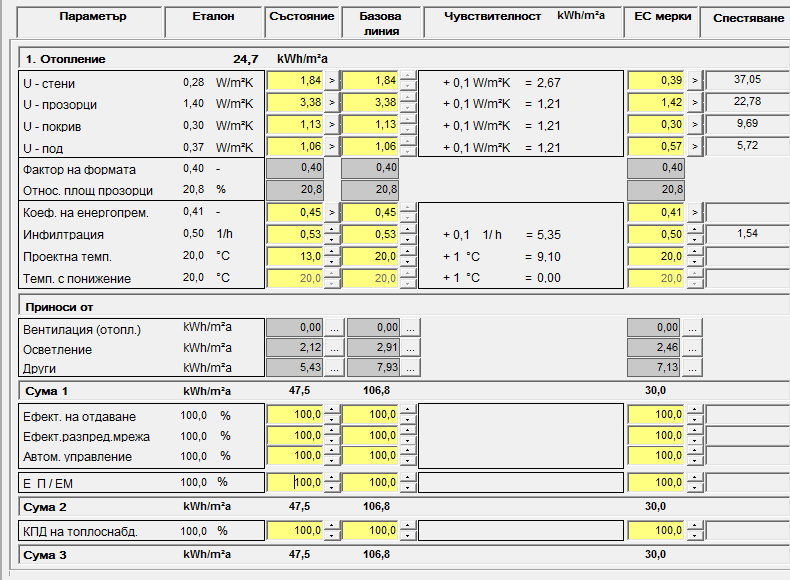 Параметър Еталон Състояние Базова линия Чувствителност kWh/m²a ЕС мерки Спестяване
1. Отопление 24,7 kWh/m²a
U - стени 0,28 W/m²K 1,84 > 1,84 + 0,1 W/m²K = 2,67 0,39 > 37,05
U - прозорци 1,40 W/m²K 3,38 > 3,38 + 0,1 W/m²K = 1,21 1,42 > 22,78
U - покрив 0,30 W/m²K 1,13 > 1,13 + 0,1 W/m²K = 1,21 0,30 > 9,69
U - под 0,37 W/m²K 1,06 > 1,06 + 0,1 W/m²K = 1,21 0,57 > 5,72
Фактор на формата 0,40 - 0,40 0,40 0,40
Относ. площ прозорци 20,8 % 20,8 20,8 20,8
Коеф. на енергопрем. 0,41 - 0,45 > 0,45 0,41 >
Инфилтрация 0,50 1/h 0,53 0,53 + 0,1 1/ h = 5,35 0,50 1,54
Проектна темп. 20,0 °C 13,0 20,0 + 1 °C = 9,10 20,0
Темп. с понижение 20,0 °C 20,0 20,0 + 1 °C = 0,00 20,0
Приноси от
Вентилация (отопл.) kWh/m²a 0,00 ... 0,00 ... 0,00 ...
Осветление kWh/m²a 2,12 ... 2,91 ... 2,46 ...
Други kWh/m²a 5,43 ... 7,93 ... 7,13 ...
Сума 1 kWh/m²a 47,5 106,8 30,0
Ефект. на отдаване 100,0 % 100,0 100,0 100,0
Ефект.разпред.мрежа 100,0 % 100,0 100,0 100,0
Автом. управление 100,0 % 100,0 100,0 100,0
Е П / ЕМ 100,0 % 100,0 100,0 100,0
Сума 2 kWh/m²a 47,5 106,8 30,0
КПД на топлоснабд. 100,0 % 100,0 100,0 100,0
Сума 3 kWh/m²a 47,5 106,8 30,0